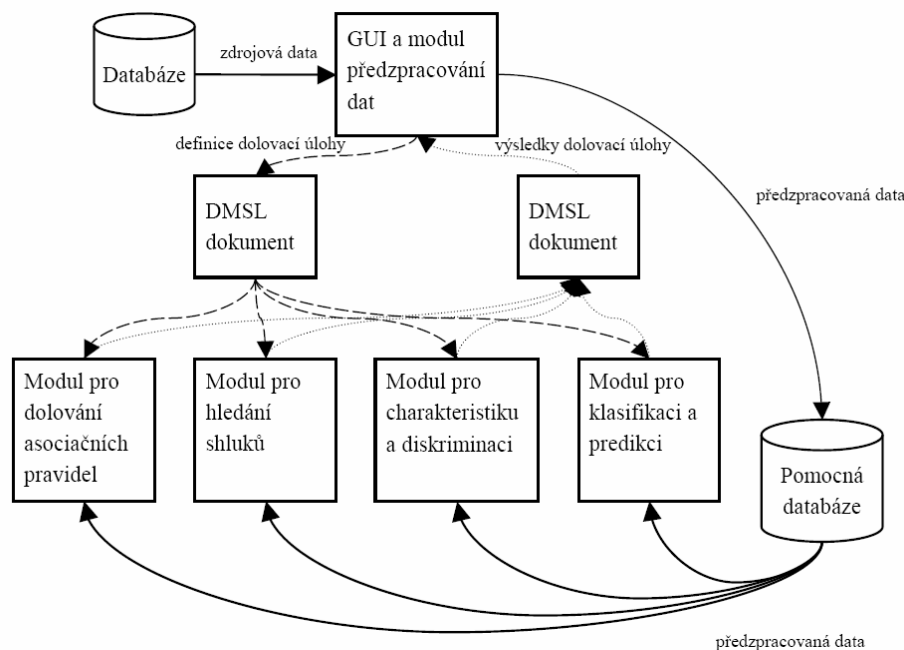 GUI a modul
předzpracování
dat
zdrojová data
Databáze
definice dolovací úlohy
výsledky dolovací úlohy
předzpracovaná data
DMSL
dokument
DMSL
dokument
Modul pro
dolování
asociačních
pravidel
Modul pro
hledání
shluků
Modul pro
charakteristiku
a diskriminaci
Modul pro
klasifikaci a
predikci
Pomocná
databáze
předzpracovaná data